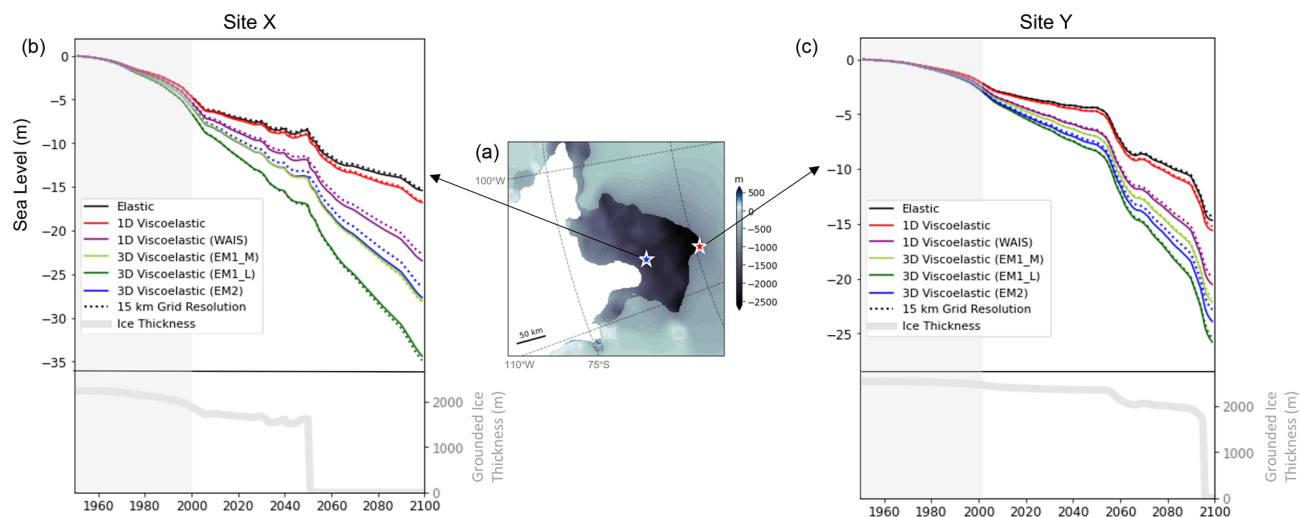 Site X
(b)
Sea Level (m)
0
−5
−10
−15
−20
−25
−30
−35
Elastic
1D Viscoelastic
1D Viscoelastic (WAIS)
3D Viscoelastic (EM1_M)
3D Viscoelastic (EM1_L)
3D Viscoelastic (EM2)
15 km Grid Resolution
Ice Thickness
2000
1000
0
Grounded Ice
Thickness (m)
1960
1980
2000
2020
2040
2060
2080
2100
(a)
100°W
50 km
110°W
75°S
m
500
0
−500
−1000
−1500
−2000
−2500
Site Y
(c)
0
−5
−10
−15
−20
−25
Elastic
1D Viscoelastic
1D Viscoelastic (WAIS)
3D Viscoelastic (EM1_M)
3D Viscoelastic (EM1_L)
3D Viscoelastic (EM2)
15 km Grid Resolution
Ice Thickness
2000
1000
0
Grounded Ice
Thickness (m)
1960
1980
2000
2020
2040
2060
2080
2100